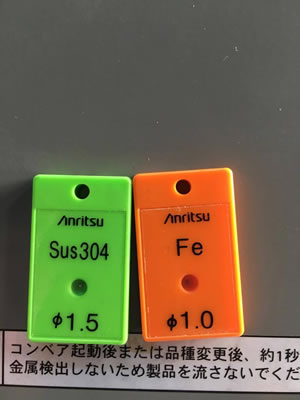 Anritsu
Sus304
φ1.5
Anritsu
Fe
φ1.0
コンベア起動後または品種変更後、約1秒
金属検出しないため製品を流さないでくだ